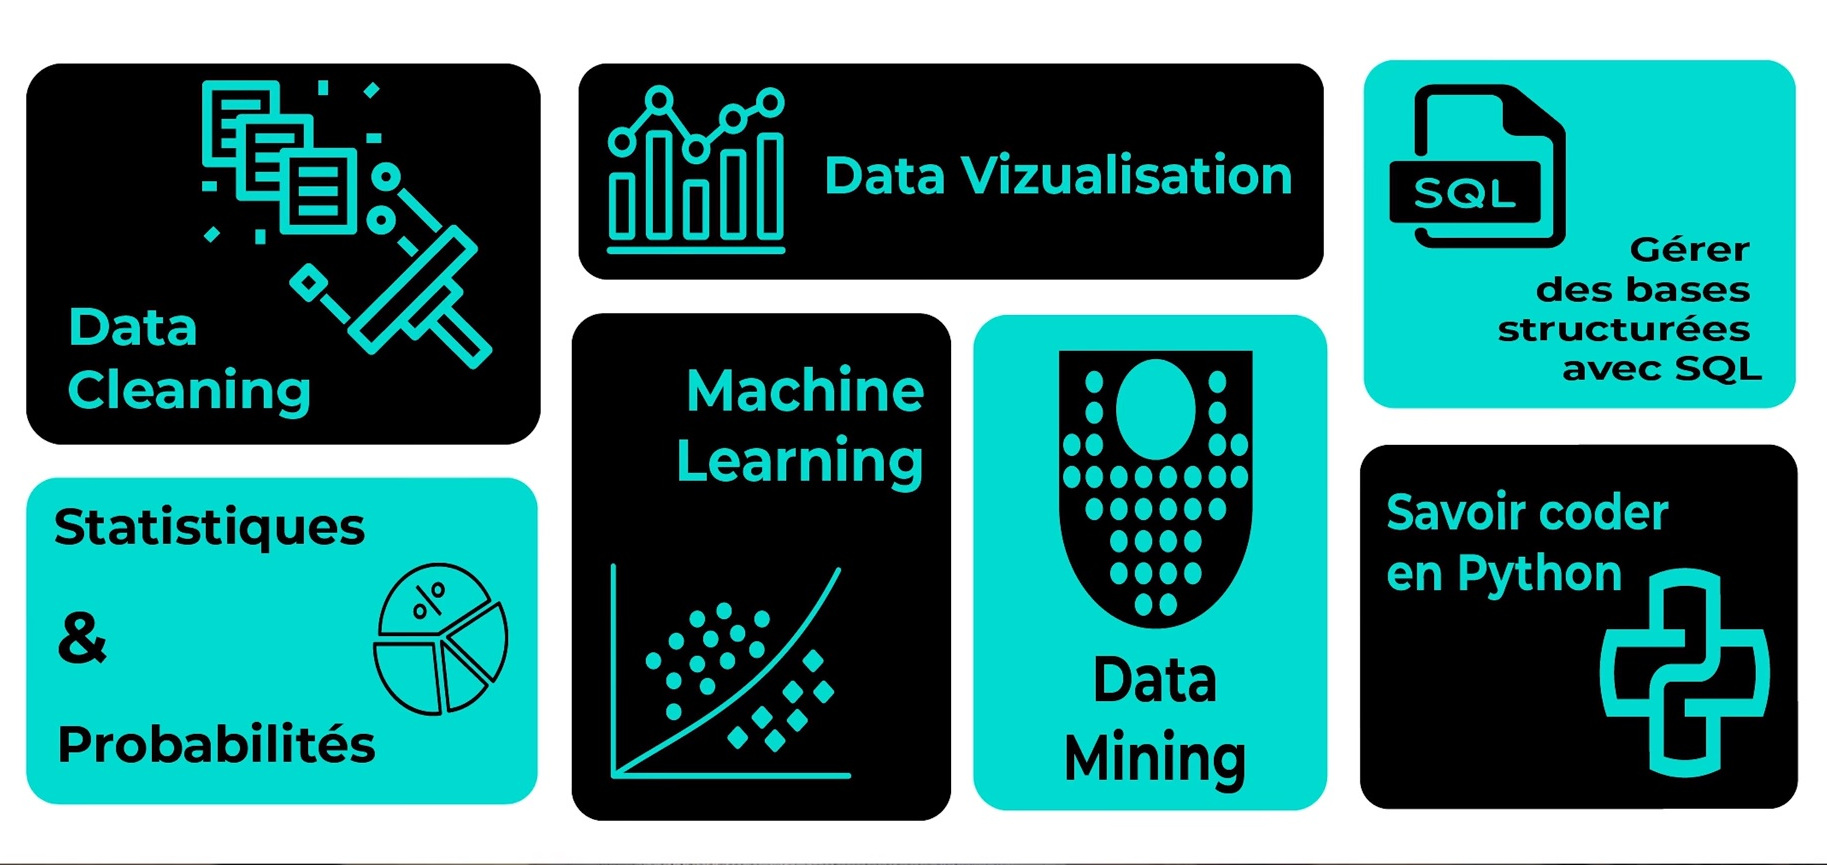 Data
Cleaning
Data Vizualisation
SQL
Gérer
des bases
structurées
avec SQL
Statistiques
&
Probabilités
%
Machine
Learning
Data
Mining
Savoir coder
en Python